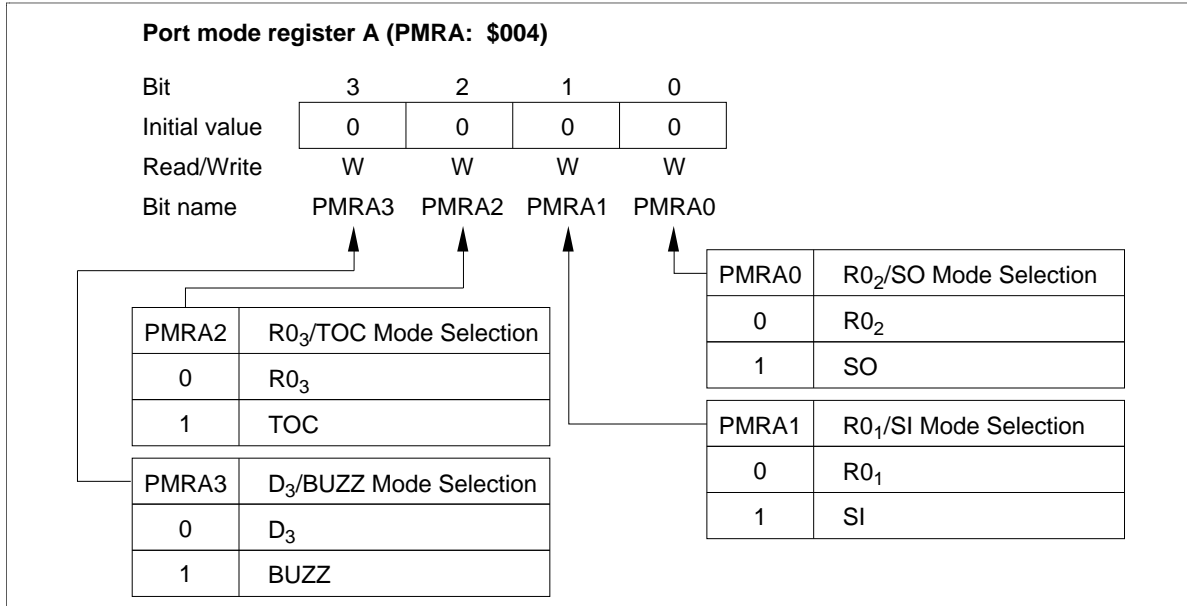 Port mode register A (PMRA: $004)
Bit 3 2 1 0
Initial value 0 0 0 0
Read/Write W W W W
Bit name PMRA3 PMRA2 PMRA1 PMRA0
PMRA2 R0₃/TOC Mode Selection
0 R0₃
1 TOC
PMRA3 D₃/BUZZ Mode Selection
0 D₃
1 BUZZ
PMRA0 R0₂/SO Mode Selection
0 R0₂
1 SO
PMRA1 R0₁/SI Mode Selection
0 R0₁
1 SI